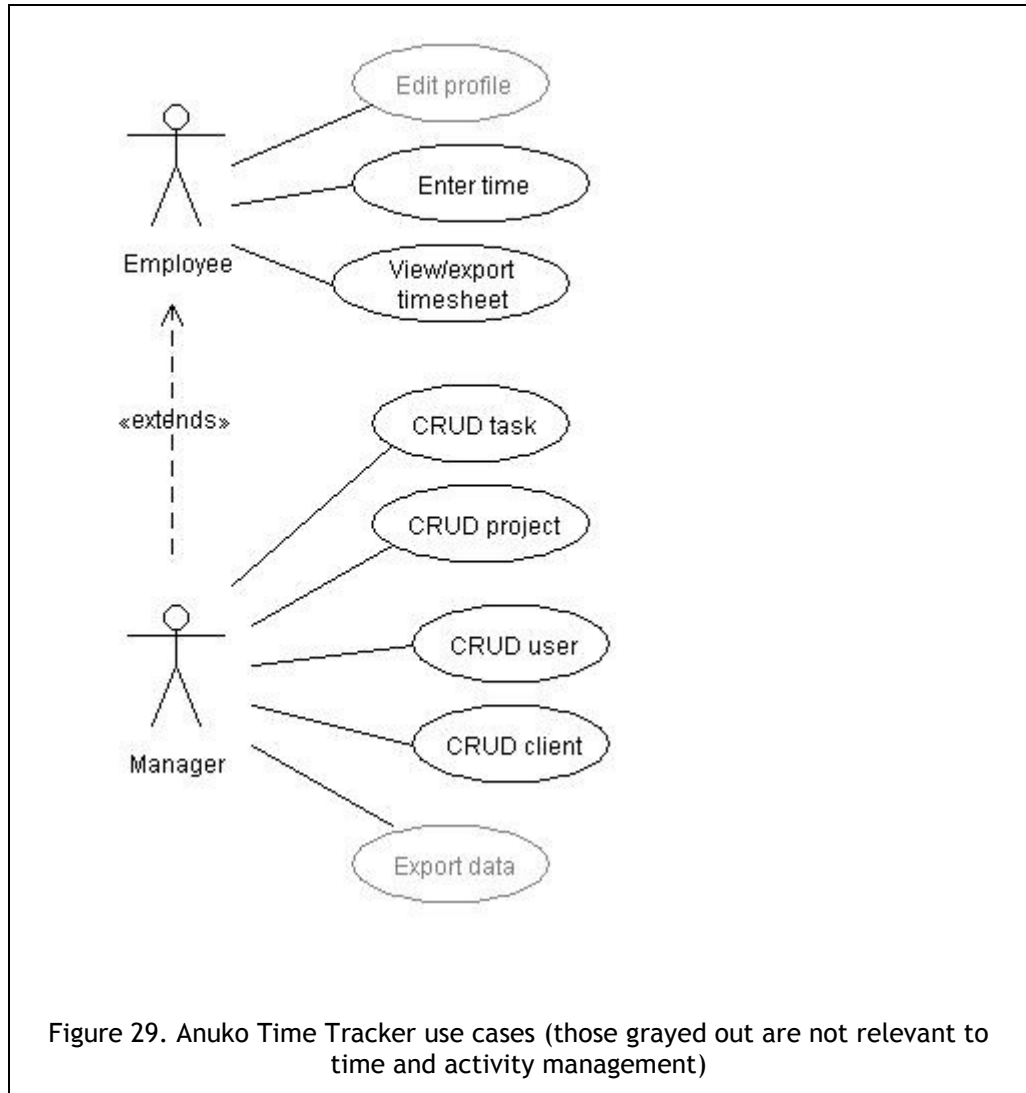 Edit profile
Enter time
Employee
View/export
timesheet
«extends»
CRUD task
CRUD project
CRUD user
CRUD client
Manager
Export data
Figure 29. Anuko Time Tracker use cases (those grayed out are not relevant to
time and activity management)